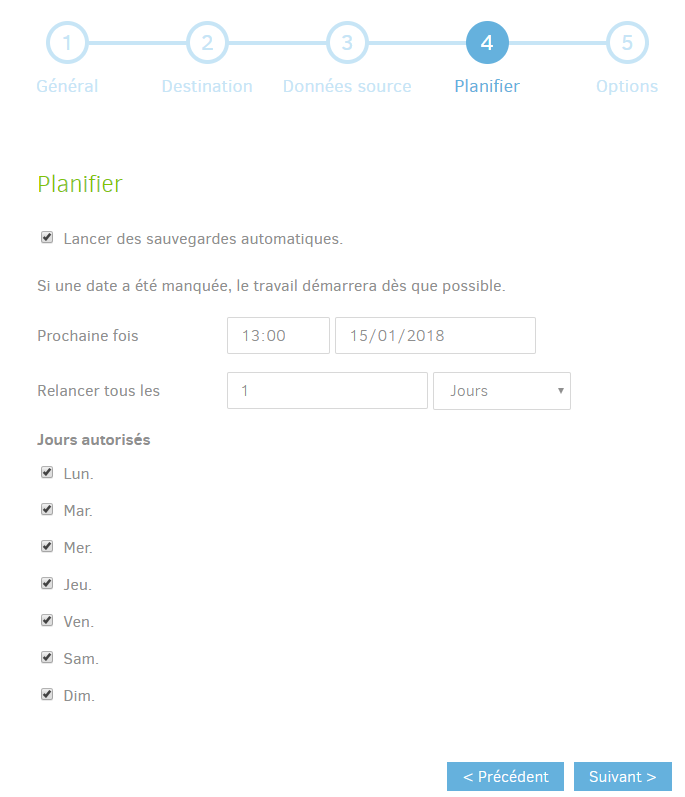 1 2 3 4 5
Général Destination Données source Planifier Options
Planifier
Lancer des sauvegardes automatiques.
Si une date a été manquée, le travail démarrera dès que possible.
Prochaine fois 13:00 15/01/2018
Relancer tous les 1 Jours
Jours autorisés
Lun.
Mar.
Mer.
Jeu.
Ven.
Sam.
Dim.
< Précédent Suivant >